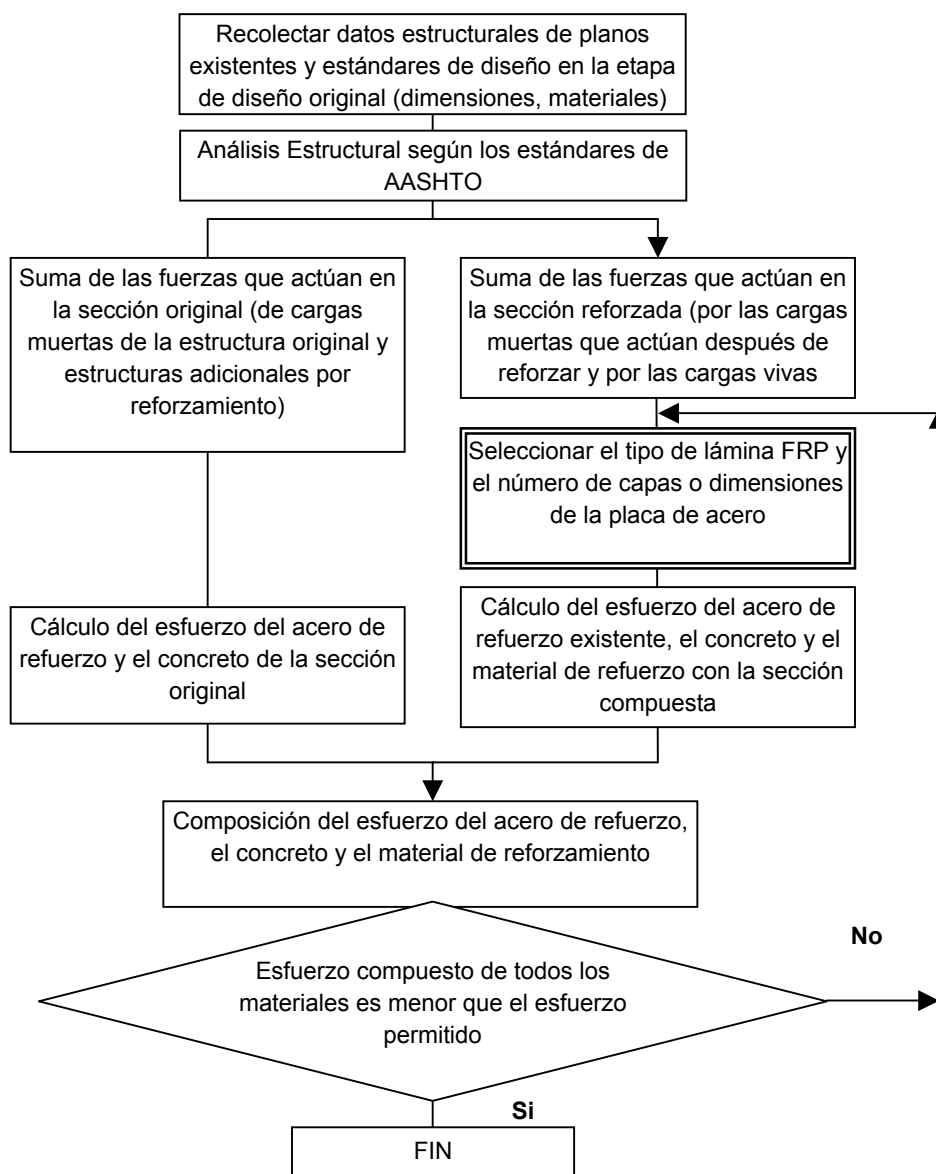 Recolectar datos estructurales de planos
existentes y estándares de diseño en la etapa
de diseño original (dimensiones, materiales)
Análisis Estructural según los estándares de
AASHTO
Suma de las fuerzas que actúan en
la sección original (de cargas
muertas de la estructura original y
estructuras adicionales por
reforzamiento)
Suma de las fuerzas que actúan en
la sección reforzada (por las cargas
muertas que actúan después de
reforzar y por las cargas vivas
Seleccionar el tipo de lámina FRP y
el número de capas o dimensiones
de la placa de acero
Cálculo del esfuerzo del acero de
refuerzo y el concreto de la sección
original
Cálculo del esfuerzo del acero de
refuerzo existente, el concreto y el
material de refuerzo con la sección
compuesta
Composición del esfuerzo del acero de refuerzo,
el concreto y el material de reforzamiento
No
Esfuerzo compuesto de todos los
materiales es menor que el esfuerzo
permitido
Si
FIN